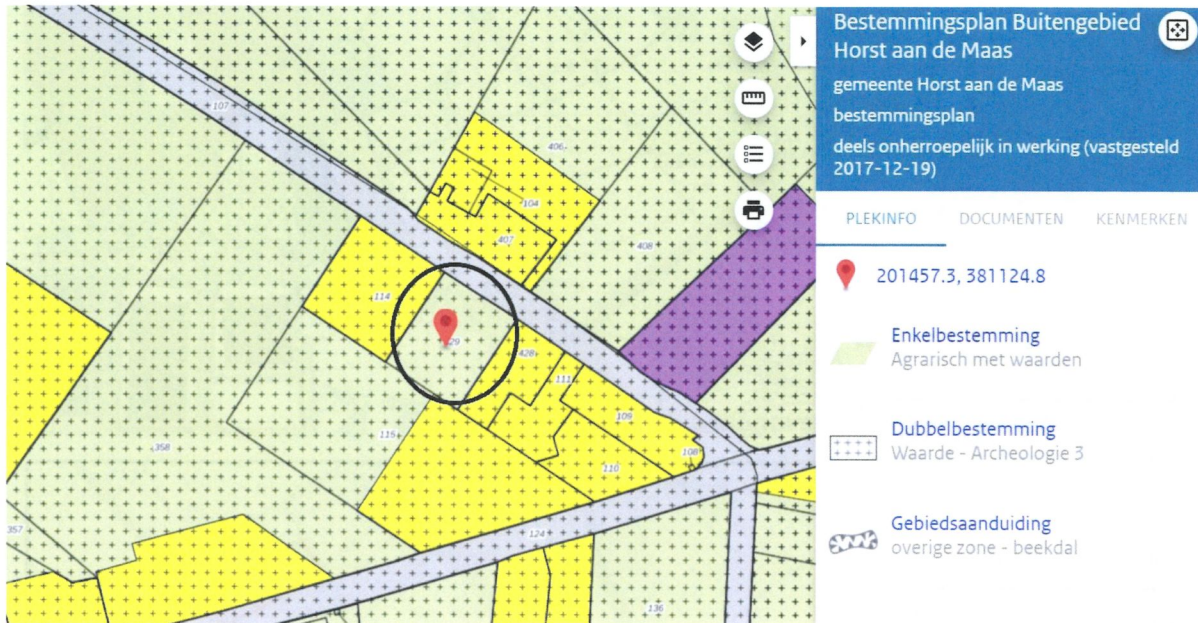 Bestemmingsplan Buitengebied
Horst aan de Maas
gemeente Horst aan de Maas
bestemmingsplan
deels onherroepelijk in werking (vastgesteld
2017-12-19)
PLEKINFO DOCUMENTEN KENMERKEN
201457.3, 381124.8
Enkelbestemming
Agrarisch met waarden
Dubbelbestemming
Waarde - Archeologie 3
Gebiedsaanduiding
overige zone - beekdal
107
406
104
407
408
114
29
428
111
109
115
108
110
358
357
124
136